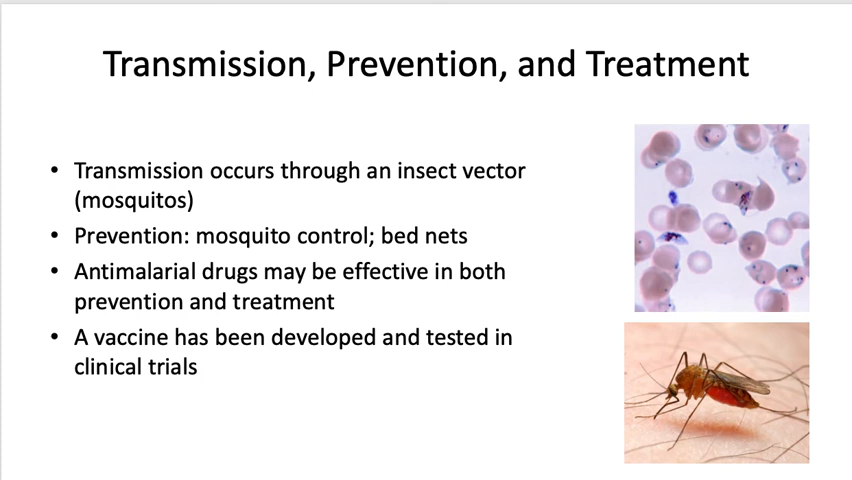 Transmission, Prevention, and Treatment
• Transmission occurs through an insect vector
(mosquitos)
• Prevention: mosquito control; bed nets
• Antimalarial drugs may be effective in both
prevention and treatment
• A vaccine has been developed and tested in
clinical trials